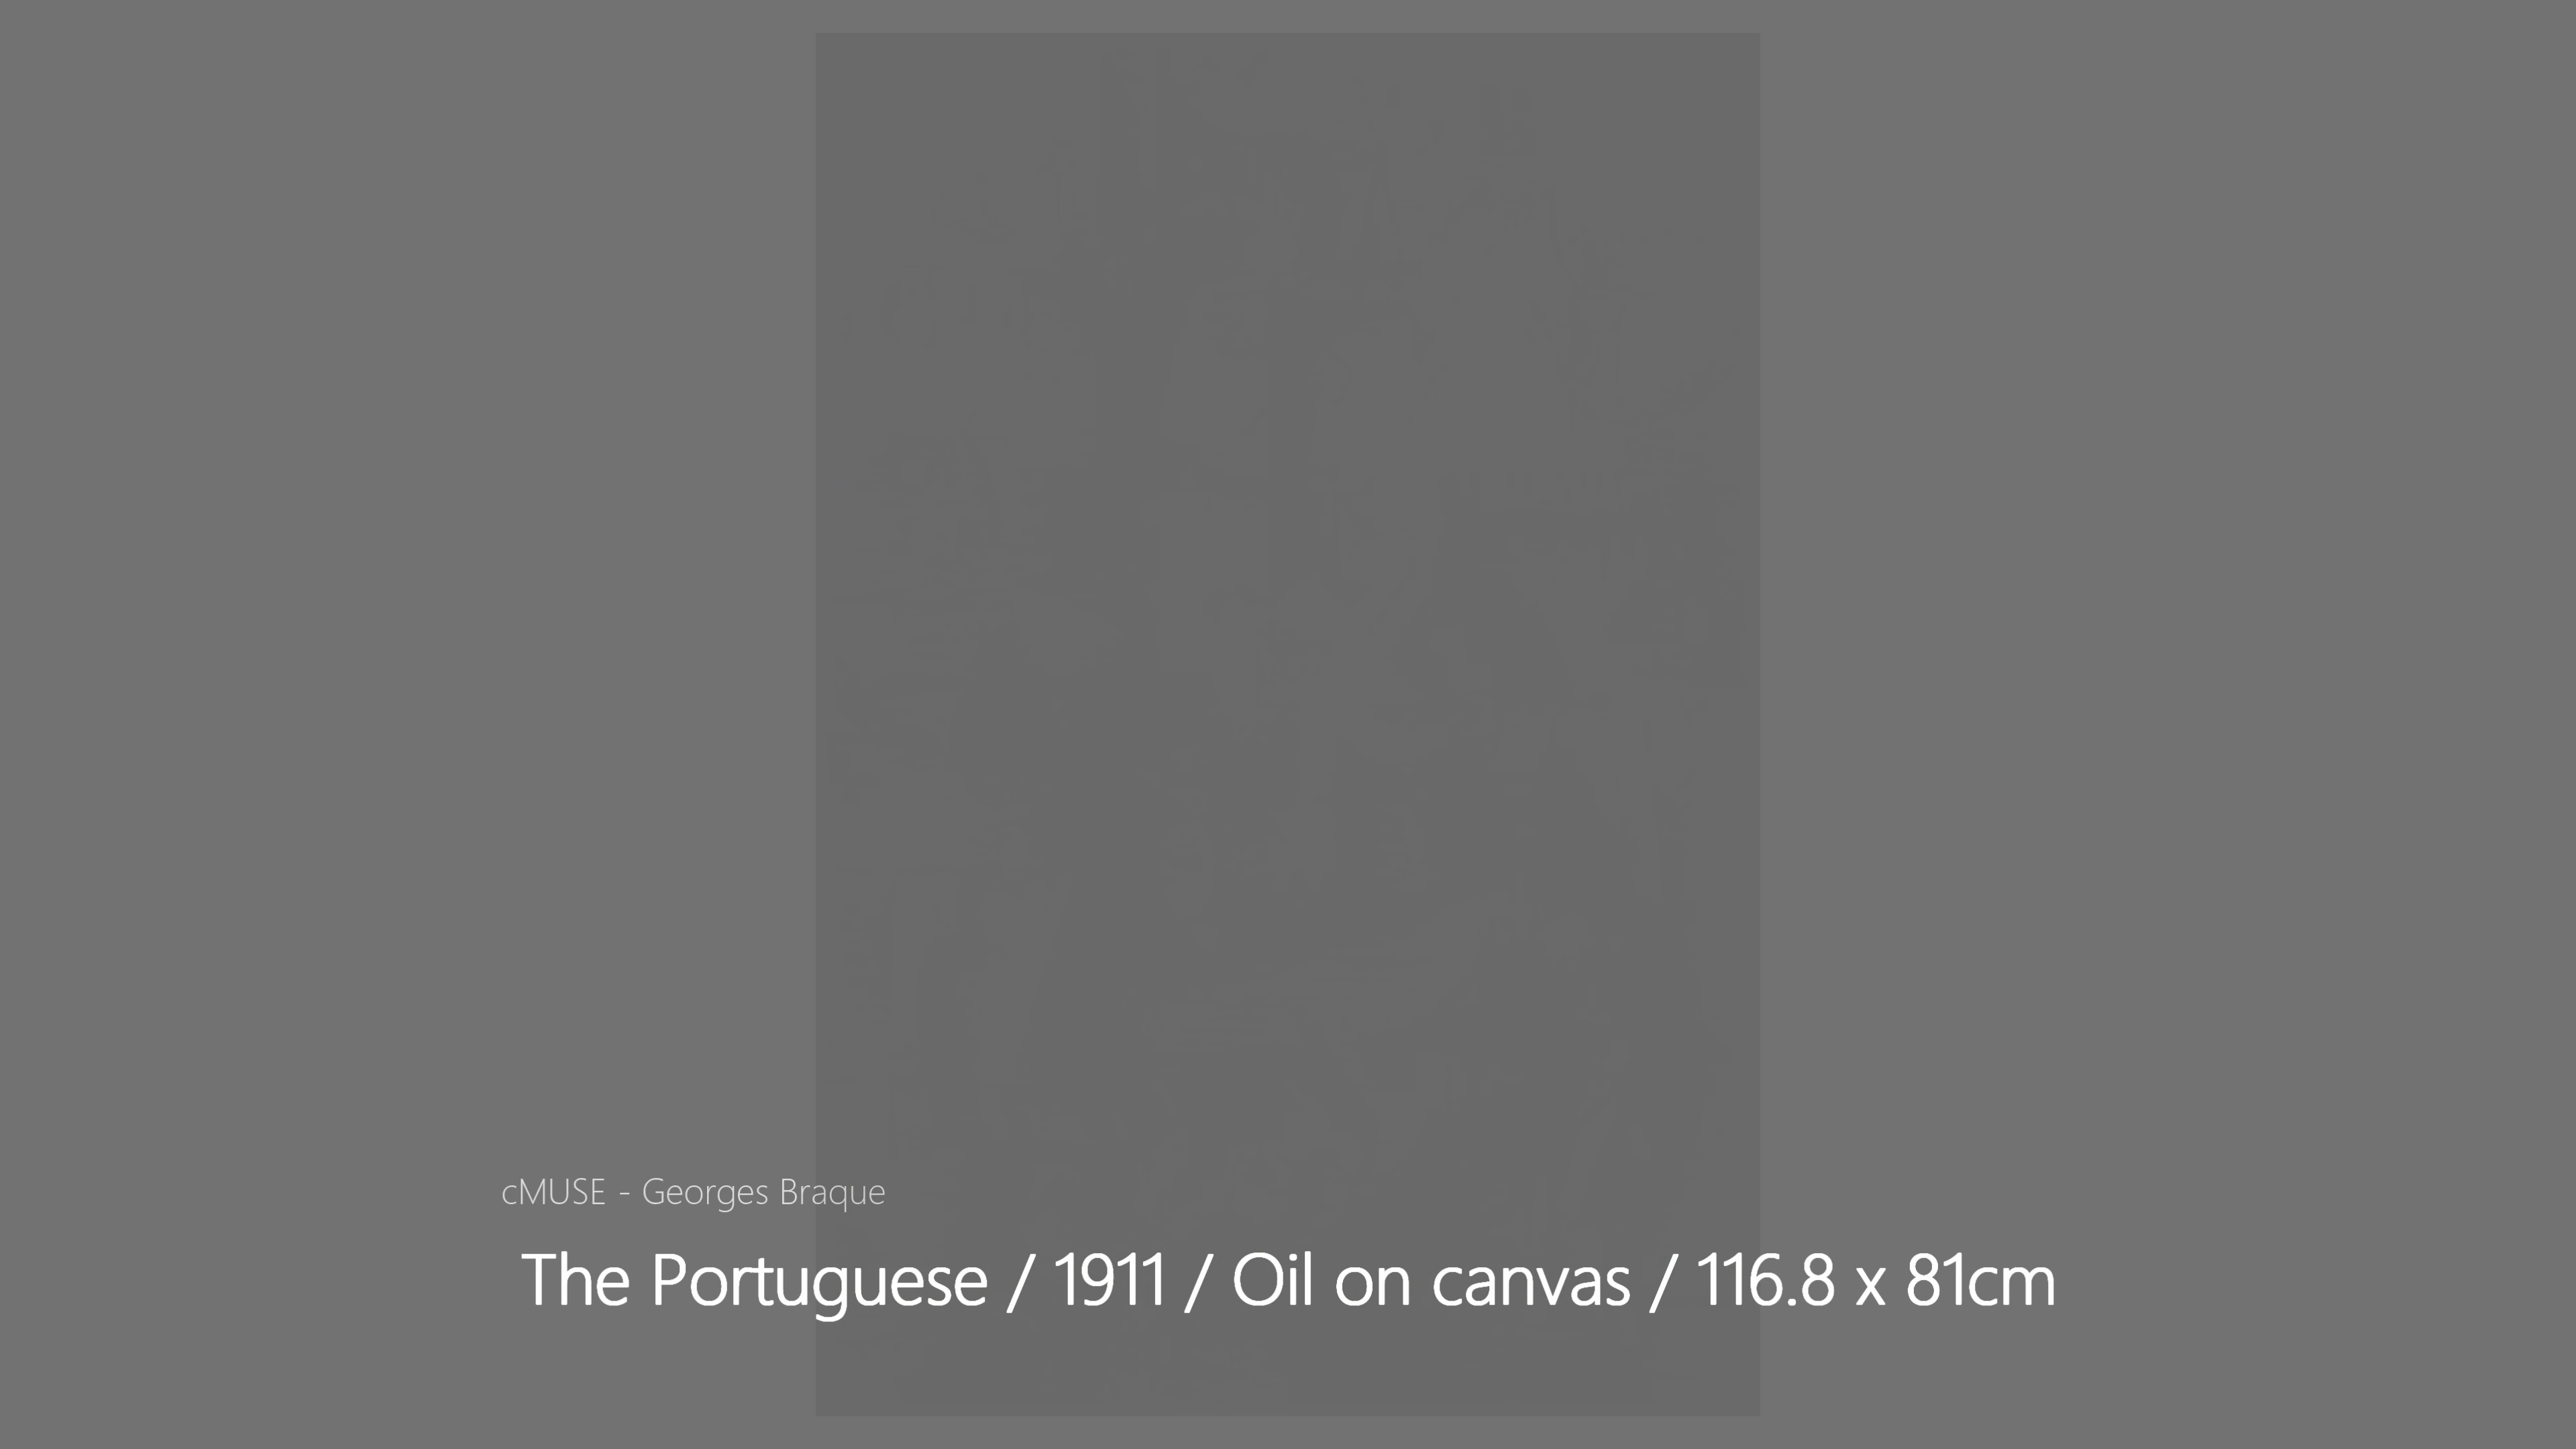 cMUSE - Georges Braque
The Portuguese / 1911 / Oil on canvas / 116.8 x 81cm